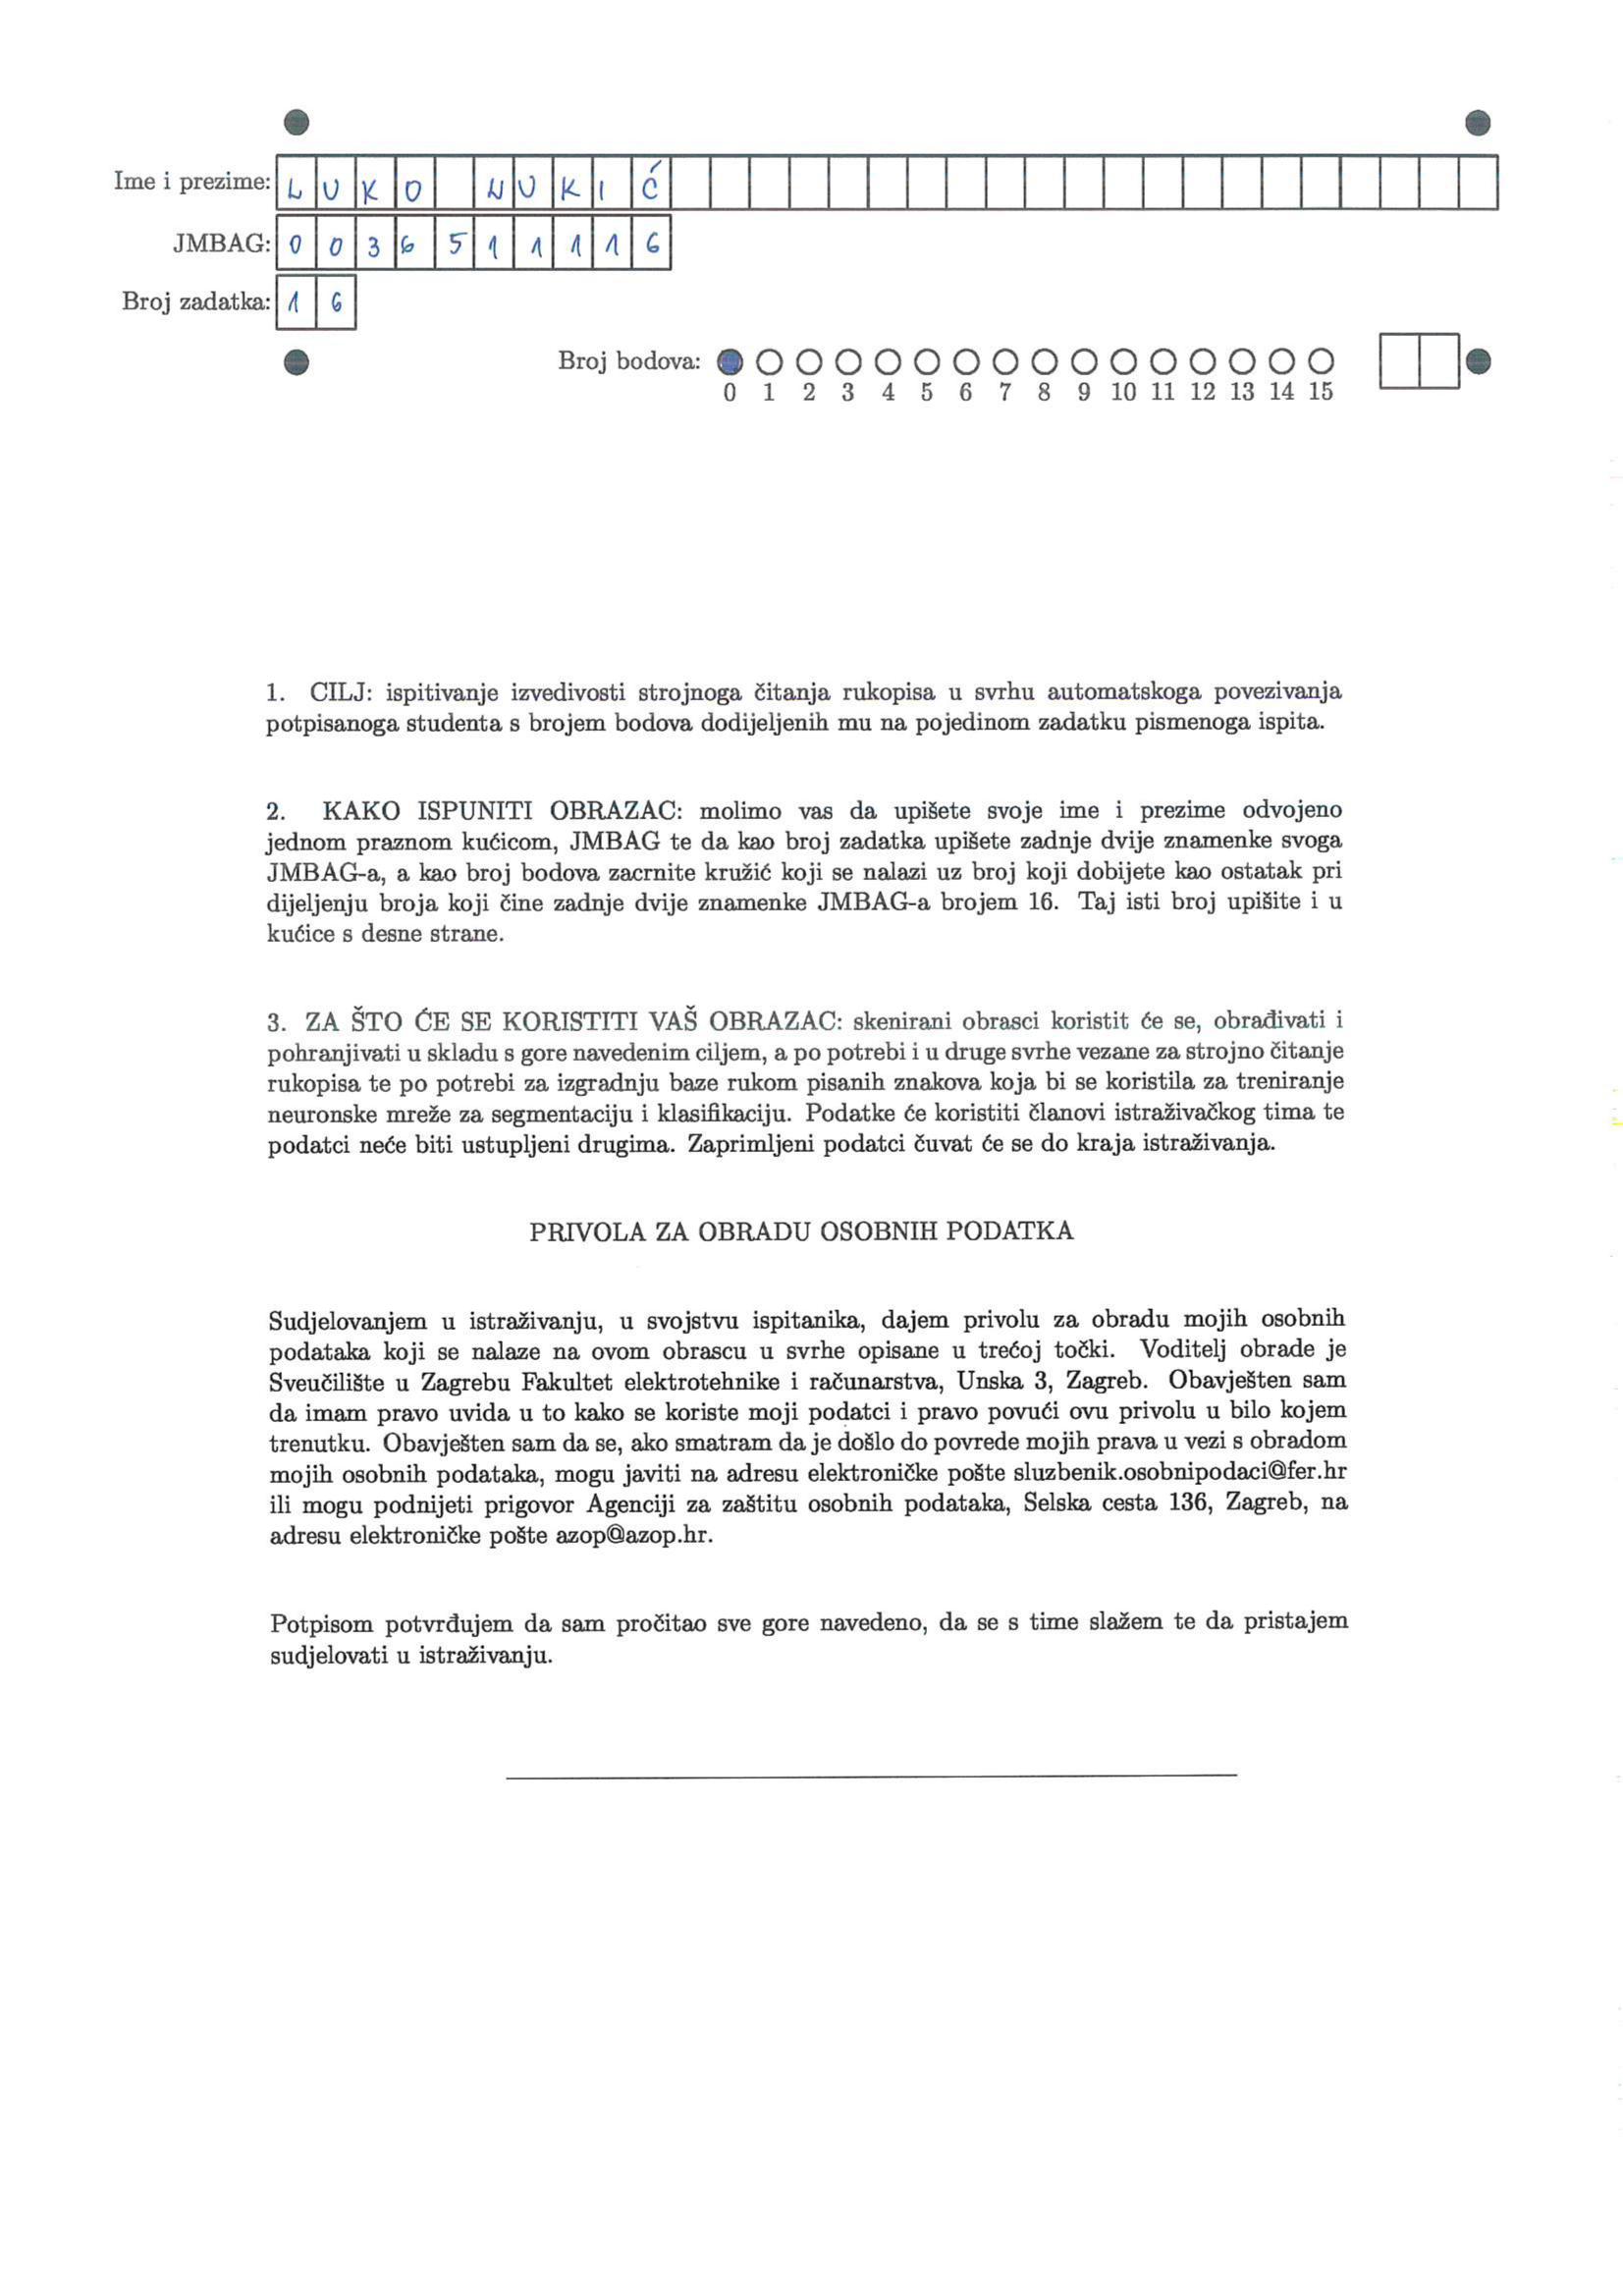 Ime i prezime: LUKO NUKIĆ
JMBAG: 0036511116
Broj zadatka: 16
Broj bodova:
0 1 2 3 4 5 6 7 8 9 10 11 12 13 14 15
1. CILJ: ispitivanje izvedivosti strojnoga čitanja rukopisa u svrhu automatskoga povezivanja
potpisanoga studenta s brojem bodova dodijeljenih mu na pojedinom zadatku pismenoga ispita.
2. KAKO ISPUNITI OBRAZAC: molimo vas da upišete svoje ime i prezime odvojeno
jednom praznom kućicom, JMBAG te da kao broj zadatka upišete zadnje dvije znamenke svoga
JMBAG-a, a kao broj bodova zacrnite kružić koji se nalazi uz broj koji dobijete kao ostatak pri
dijeljenju broja koji čine zadnje dvije znamenke JMBAG-a brojem 16. Taj isti broj upišite i u
kućice s desne strane.
3. ZA ŠTO ĆE SE KORISTITI VAŠ OBRAZAC: skenirani obrasci koristit će se, obrađivati i
pohranjivati u skladu s gore navedenim ciljem, a po potrebi i u druge svrhe vezane za strojno čitanje
rukopisa te po potrebi za izgradnju baze rukom pisanih znakova koja bi se koristila za treniranje
neuronske mreže za segmentaciju i klasifikaciju. Podatke će koristiti članovi istraživačkog tima te
podatci neće biti ustupljeni drugima. Zaprimljeni podatci čuvat će se do kraja istraživanja.
PRIVOLA ZA OBRADU OSOBNIH PODATKA
Sudjelovanjem u istraživanju, u svojstvu ispitanika, dajem privolu za obradu mojih osobnih
podataka koji se nalaze na ovom obrascu u svrhe opisane u trećoj točki. Voditelj obrade je
Sveučilište u Zagrebu Fakultet elektrotehnike i računarstva, Unska 3, Zagreb. Obavješten sam
da imam pravo uvida u to kako se koriste moji podatci i pravo povući ovu privolu u bilo kojem
trenutku. Obavješten sam da se, ako smatram da je došlo do povrede mojih prava u vezi s obradom
mojih osobnih podataka, mogu javiti na adresu elektroničke pošte sluzbenik.osobnipodaci@fer.hr
ili mogu podnijeti prigovor Agenciji za zaštitu osobnih podataka, Selska cesta 136, Zagreb, na
adresu elektroničke pošte azop@azop.hr.
Potpisom potvrđujem da sam pročitao sve gore navedeno, da se s time slažem te da pristajem
sudjelovati u istraživanju.